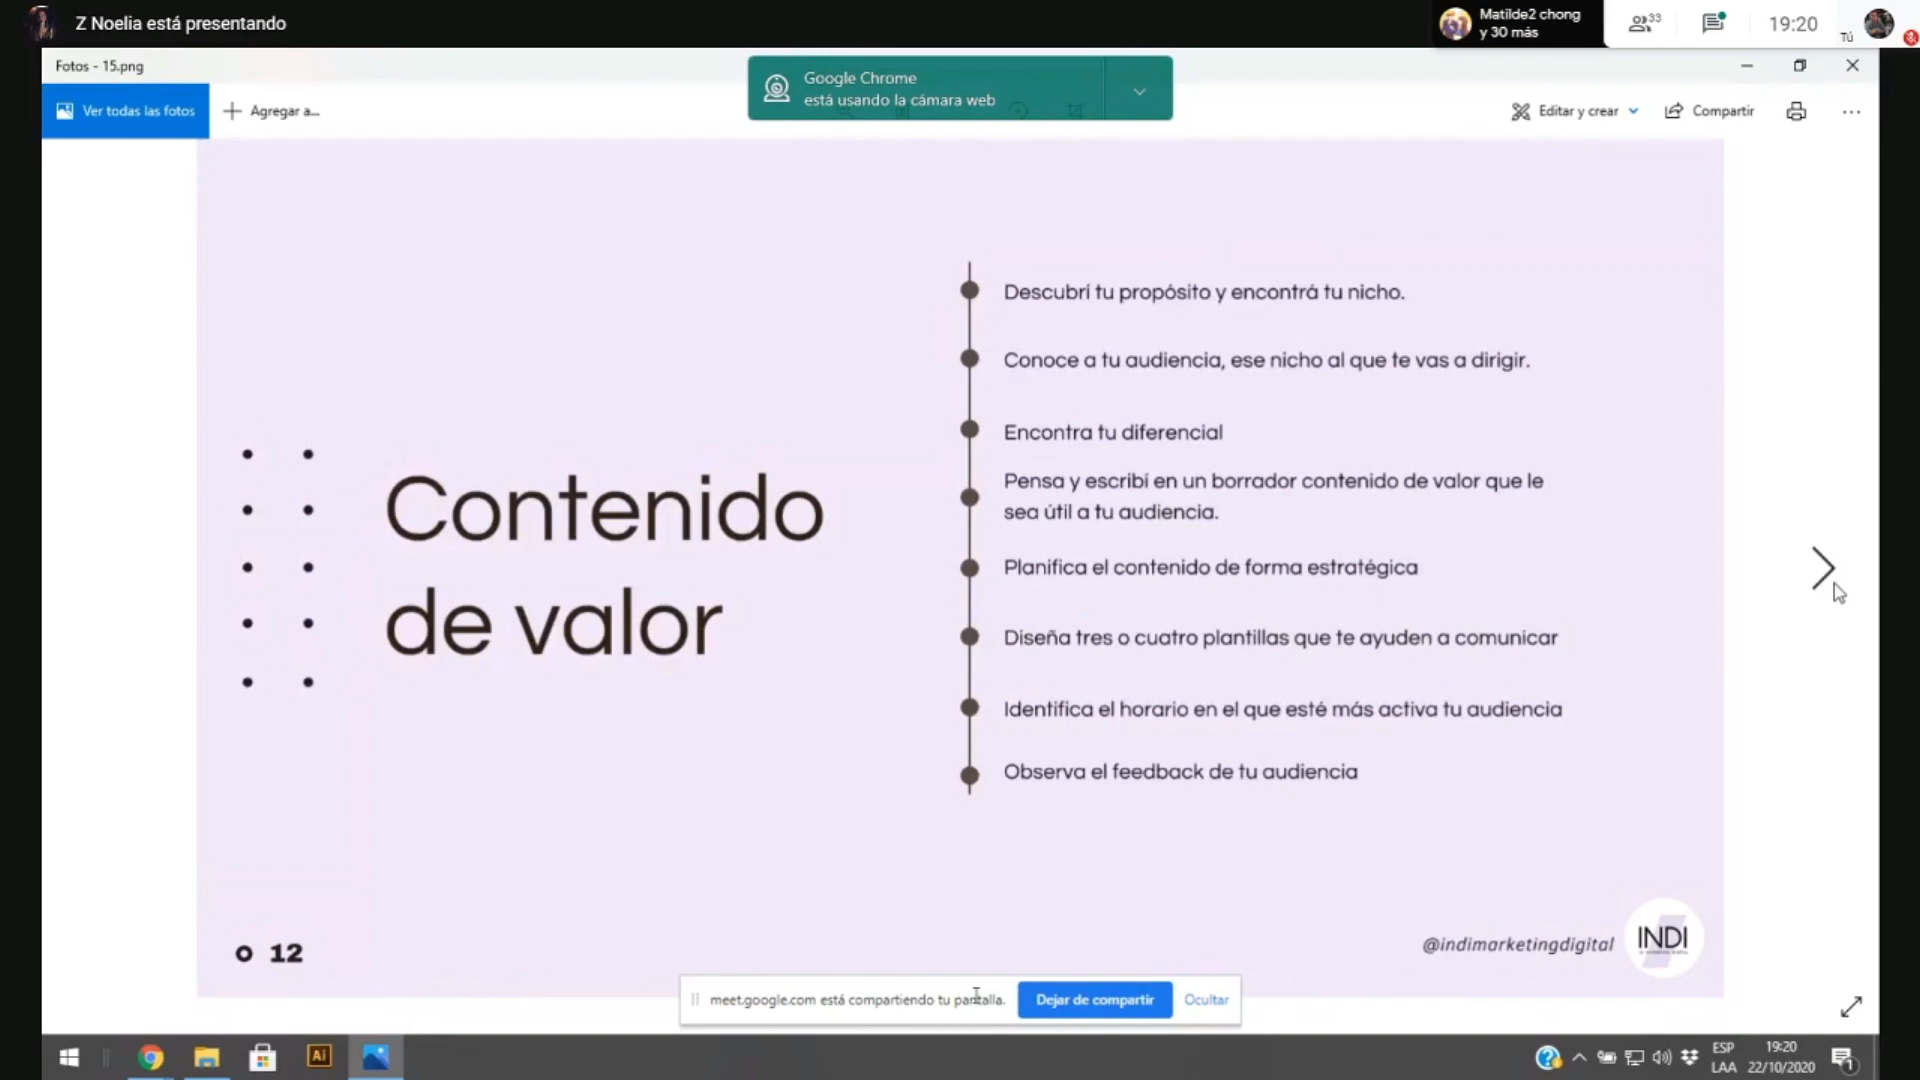 Z Noelia está presentando
Matilde2 chong
y 30 más
33
19:20
Tú
Fotos - 15.png
Google Chrome
está usando la cámara web
Ver todas las fotos
Agregar a...
Editar y crear
Compartir
Descubrí tu propósito y encontrá tu nicho.
Conoce a tu audiencia, ese nicho al que te vas a dirigir.
Encontra tu diferencial
Pensa y escribí en un borrador contenido de valor que le
sea útil a tu audiencia.
Planifica el contenido de forma estratégica
Diseña tres o cuatro plantillas que te ayuden a comunicar
Identifica el horario en el que esté más activa tu audiencia
Observa el feedback de tu audiencia
Contenido
de valor
12
@indimarketingdigital
INDI
meet.google.com está compartiendo tu pantalla.
Dejar de compartir
Ocultar
Ai
ESP
LAA
19:20
22/10/2020
1